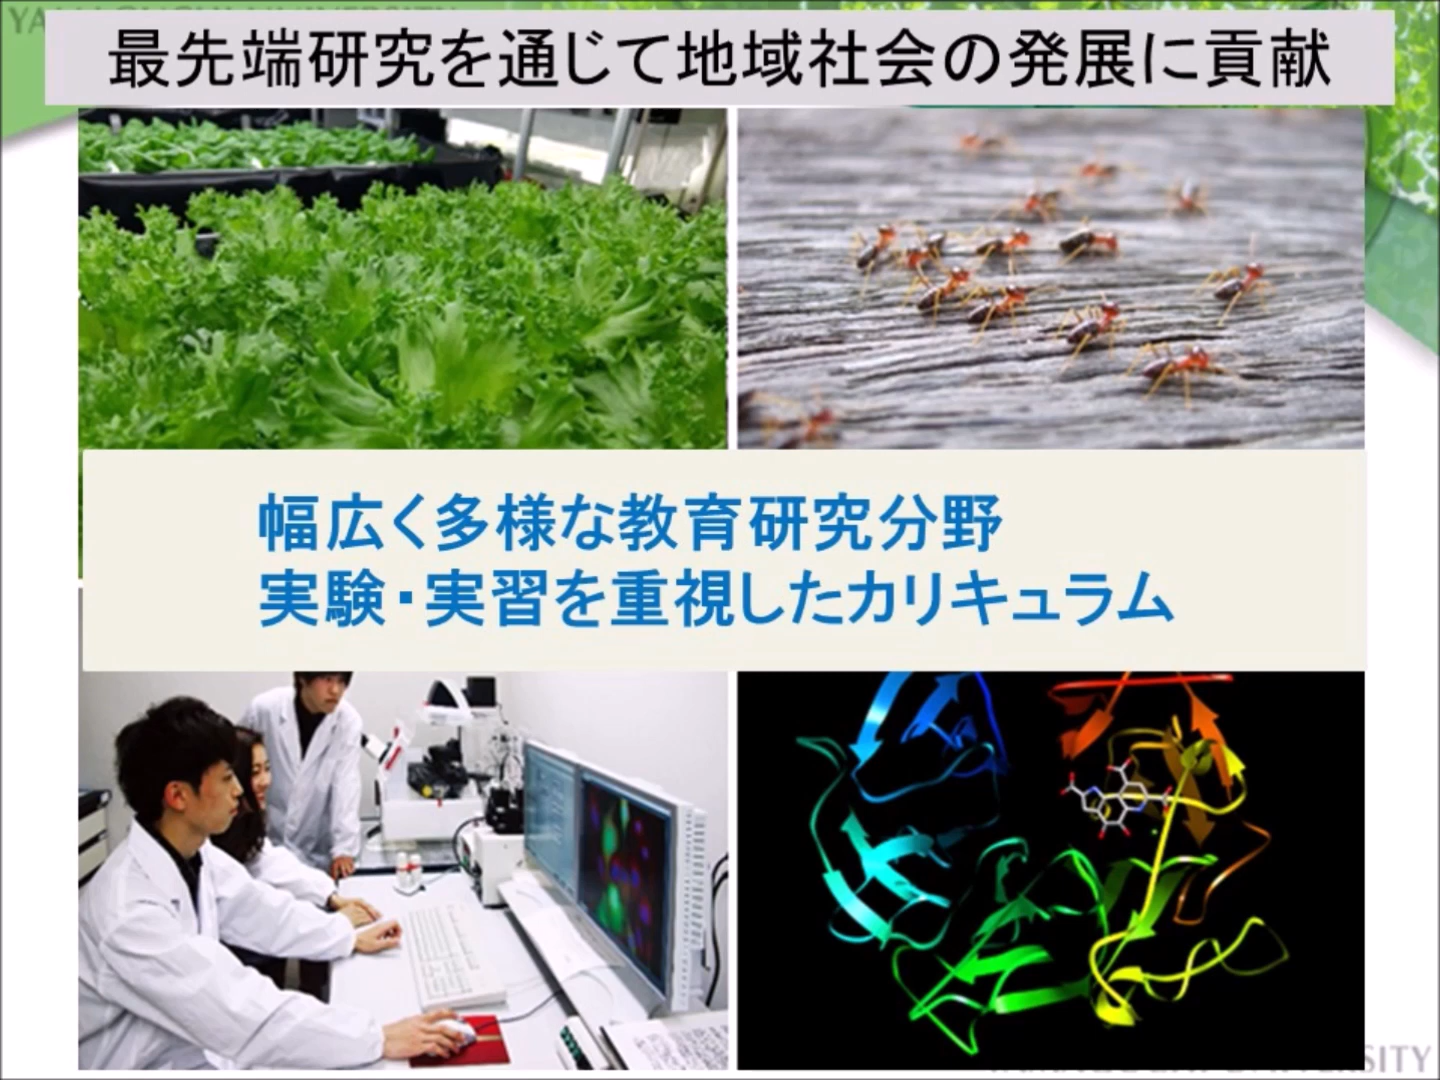 最先端研究を通じて地域社会の発展に貢献
幅広く多様な教育研究分野
実験・実習を重視したカリキュラム